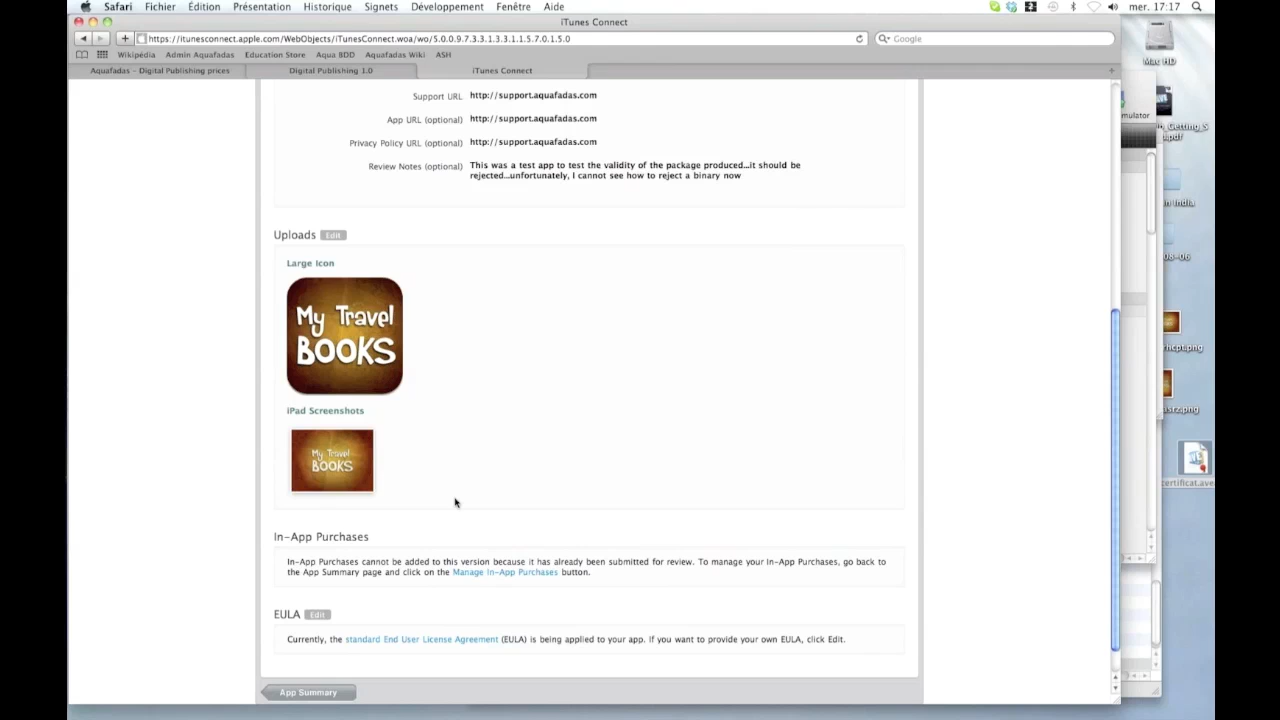 Safari Fichier Édition Présentation Historique Signets Développement Fenêtre Aide mer. 17:17
iTunes Connect
https://itunesconnect.apple.com/WebObjects/iTunesConnect.woa/wo/5.0.0.9.7.3.3.1.3.3.1.1.5.7.0.1.5.0 Google
Wikipédia Admin Aquafadas Education Store Aqua BDD Aquafadas Wiki ASH
Aquafadas – Digital Publishing prices Digital Publishing 1.0 iTunes Connect
Mac HD
Support URL http://support.aquafadas.com
App URL (optional) http://support.aquafadas.com
Privacy Policy URL (optional) http://support.aquafadas.com
Review Notes (optional) This was a test app to test the validity of the package produced...it should be
rejected...unfortunately, I cannot see how to reject a binary now
Uploads Edit
Large Icon
My Travel
BOOKS
iPad Screenshots
My Travel
BOOKS
In-App Purchases
In-App Purchases cannot be added to this version because it has already been submitted for review. To manage your In-App Purchases, go back to
the App Summary page and click on the Manage In-App Purchases button.
EULA Edit
Currently, the standard End User License Agreement (EULA) is being applied to your app. If you want to provide your own EULA, click Edit.
App Summary
mulator
_Getting_S
.pdf
in India
08-06
certificat.ave